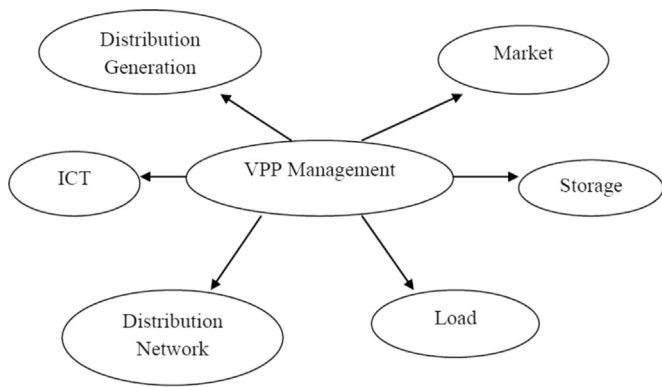 Distribution
Generation
Market
ICT
VPP Management
Storage
Distribution
Network
Load